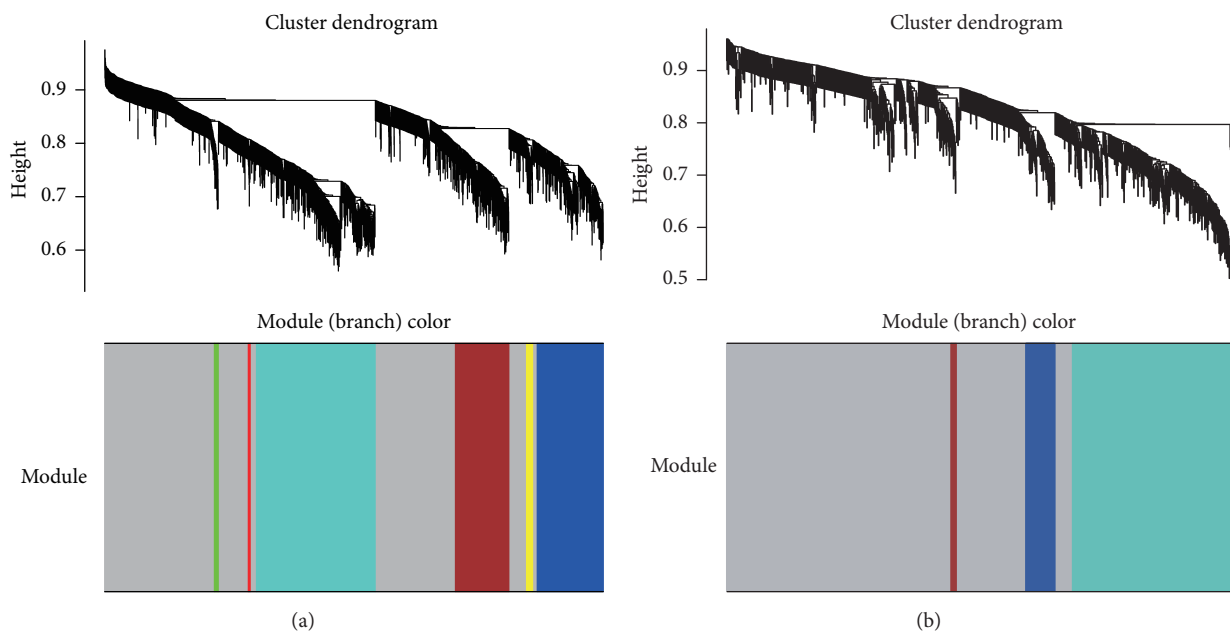 Cluster dendrogram
Height
0.9
0.8
0.7
0.6
Module (branch) color
Module
(a)
Cluster dendrogram
Height
0.9
0.8
0.7
0.6
0.5
Module (branch) color
Module
(b)